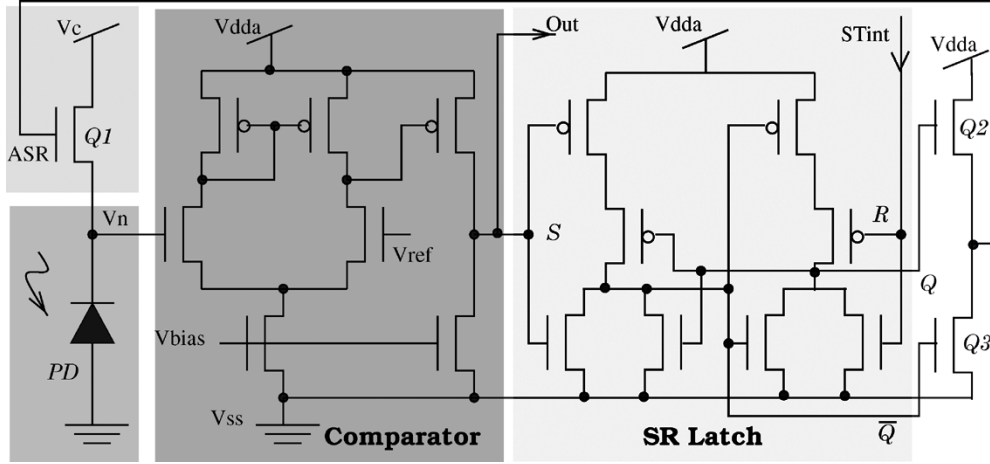 Vc
Q1
ASR
Vn
PD
Vdda
Vref
Vbias
Vss
Comparator
Out
Vdda
STint
S
R
Q
SR Latch
Q̅
Vdda
Q2
Q3